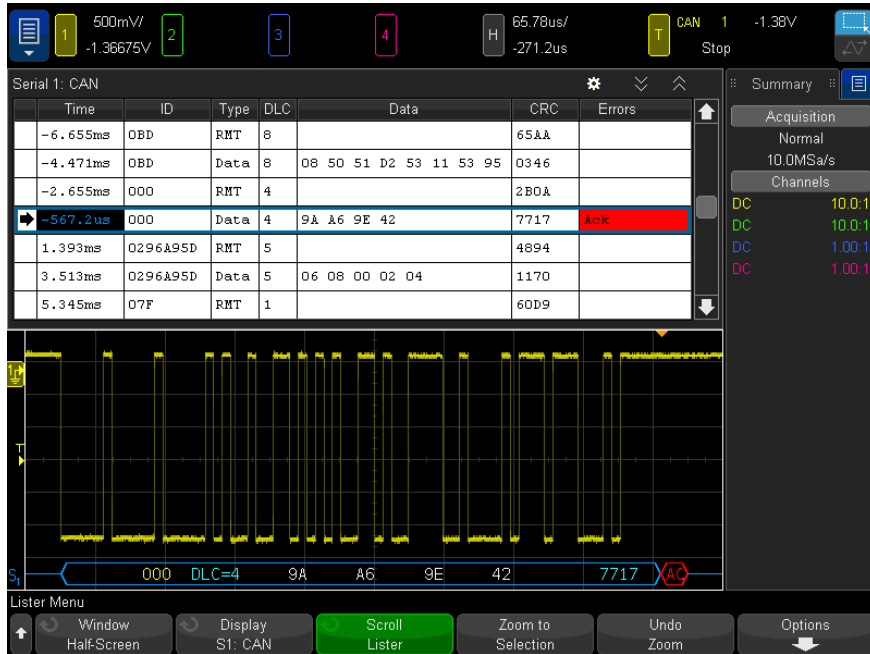 1 500mV/ 2 3 4 H 65.78us/ T CAN 1 -1.38V
-1.36675V -271.2us Stop
Serial 1: CAN Summary
Time ID Type DLC Data CRC Errors
-6.655ms 0BD RMT 8 65AA
-4.471ms 0BD Data 8 08 50 51 D2 53 11 53 95 0346
-2.655ms 000 RMT 4 2B0A
-567.2us 000 Data 4 9A A6 9E 42 7717 Ack
1.393ms 0296A95D RMT 5 4894
3.513ms 0296A95D Data 5 06 08 00 02 04 1170
5.345ms 07F RMT 1 60D9
Acquisition
Normal
10.0MSa/s
Channels
DC 10.0:1
DC 10.0:1
DC 1.00:1
DC 1.00:1
1
T
S1 000 DLC=4 9A A6 9E 42 7717 AC
Lister Menu
Window Display Scroll Zoom to Undo Options
Half-Screen S1: CAN Lister Selection Zoom